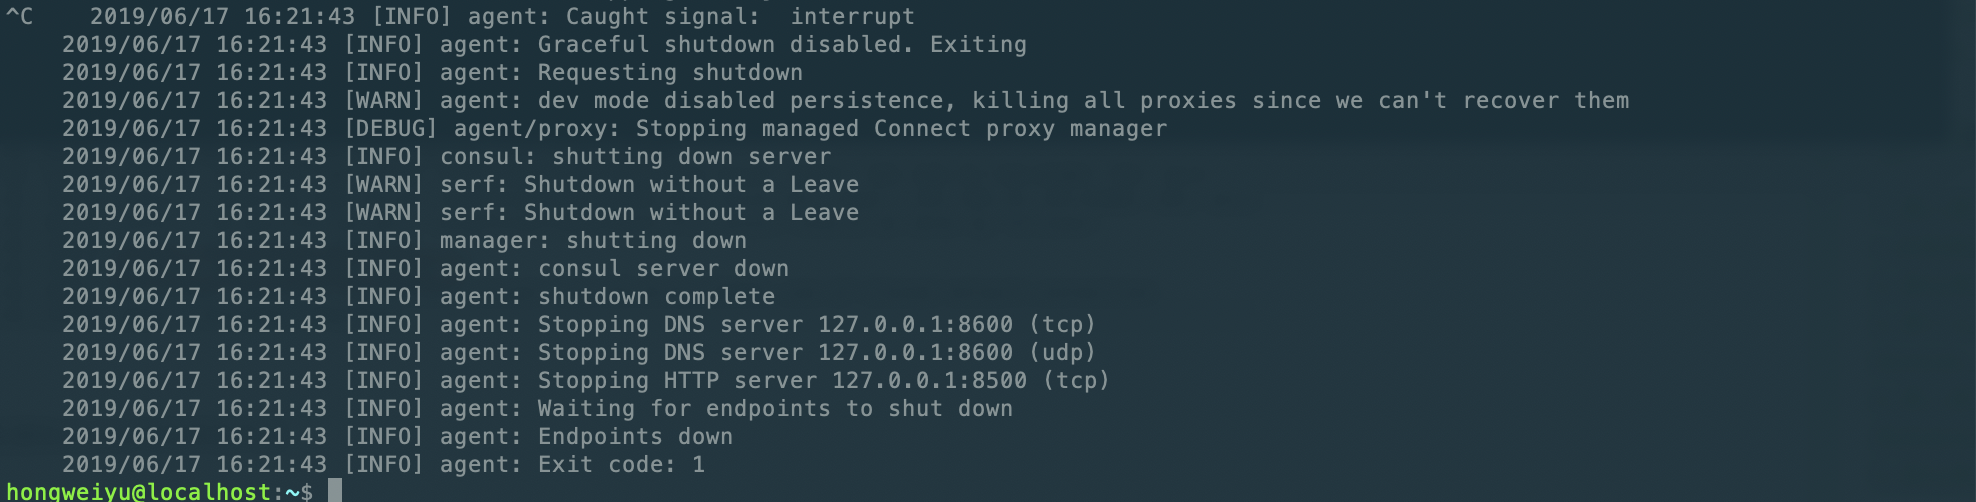 ^C    2019/06/17 16:21:43 [INFO] agent: Caught signal:  interrupt
    2019/06/17 16:21:43 [INFO] agent: Graceful shutdown disabled. Exiting
    2019/06/17 16:21:43 [INFO] agent: Requesting shutdown
    2019/06/17 16:21:43 [WARN] agent: dev mode disabled persistence, killing all proxies since we can't recover them
    2019/06/17 16:21:43 [DEBUG] agent/proxy: Stopping managed Connect proxy manager
    2019/06/17 16:21:43 [INFO] consul: shutting down server
    2019/06/17 16:21:43 [WARN] serf: Shutdown without a Leave
    2019/06/17 16:21:43 [WARN] serf: Shutdown without a Leave
    2019/06/17 16:21:43 [INFO] manager: shutting down
    2019/06/17 16:21:43 [INFO] agent: consul server down
    2019/06/17 16:21:43 [INFO] agent: shutdown complete
    2019/06/17 16:21:43 [INFO] agent: Stopping DNS server 127.0.0.1:8600 (tcp)
    2019/06/17 16:21:43 [INFO] agent: Stopping DNS server 127.0.0.1:8600 (udp)
    2019/06/17 16:21:43 [INFO] agent: Stopping HTTP server 127.0.0.1:8500 (tcp)
    2019/06/17 16:21:43 [INFO] agent: Waiting for endpoints to shut down
    2019/06/17 16:21:43 [INFO] agent: Endpoints down
    2019/06/17 16:21:43 [INFO] agent: Exit code: 1
hongweiyu@localhost:~$